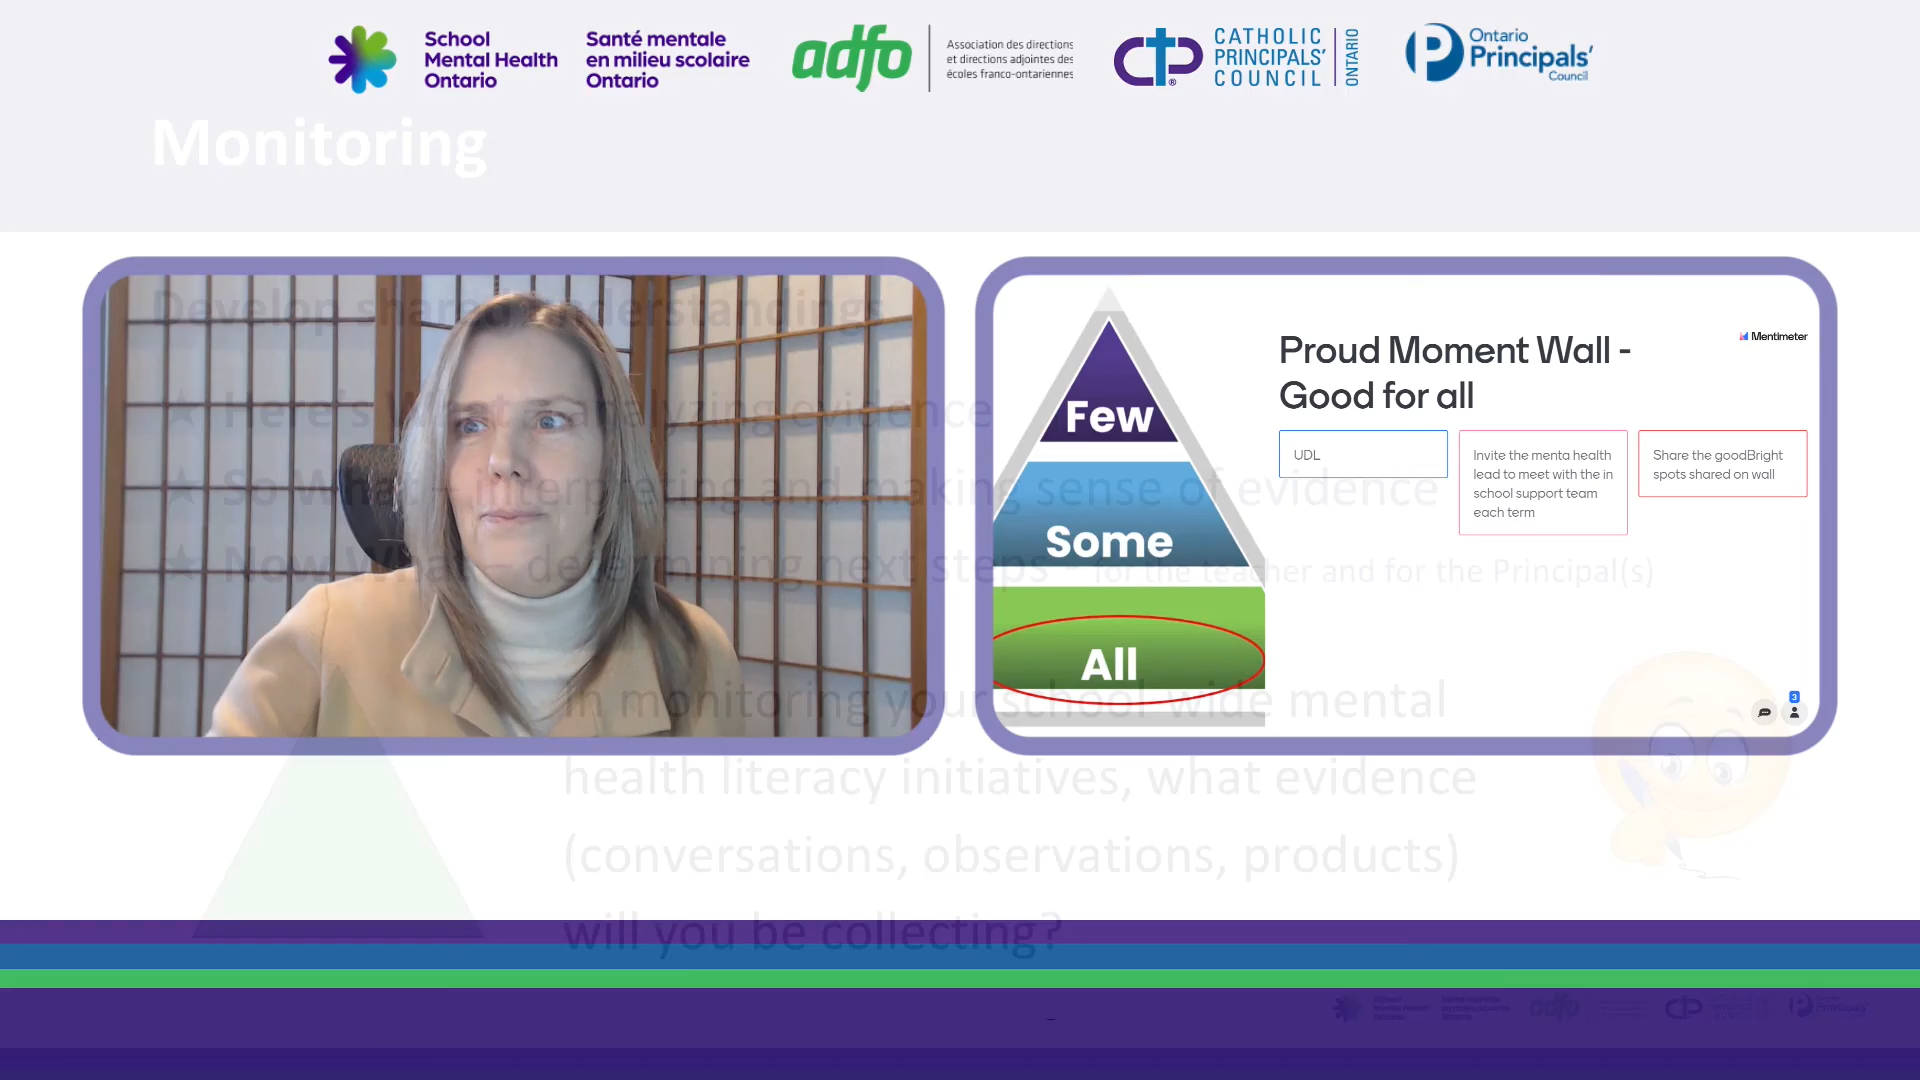 School
Mental Health
Ontario
Santé mentale
en milieu scolaire
Ontario
adfo
Association des directions
et directions adjointes des
écoles franco-ontariennes
CATHOLIC
PRINCIPALS'
COUNCIL
ONTARIO
Ontario
Principals'
Council
Monitoring
Develop shared understandings
★ Here's What – analyzing evidence
★ So What – interpreting and making sense of evidence
★ Now What – determining next steps - for the teacher and for the Principal(s)
In monitoring your school-wide mental
health literacy initiatives, what evidence
(conversations, observations, products)
will you be collecting?
Few
Some
All
Proud Moment Wall -
Good for all
Mentimeter
UDL
Invite the menta health
lead to meet with the in
school support team
each term
Share the goodBright
spots shared on wall
3